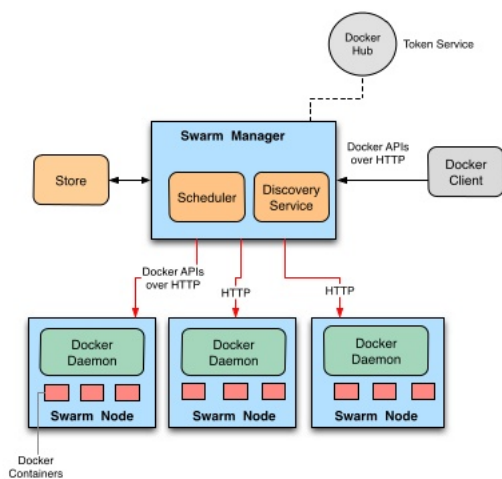 Docker
Hub
Token Service
Swarm Manager
Docker APIs
over HTTP
Store
Scheduler
Discovery
Service
Docker
Client
Docker APIs
over HTTP
HTTP
HTTP
Docker
Daemon
Docker
Daemon
Docker
Daemon
Swarm Node
Swarm Node
Swarm Node
Docker
Containers